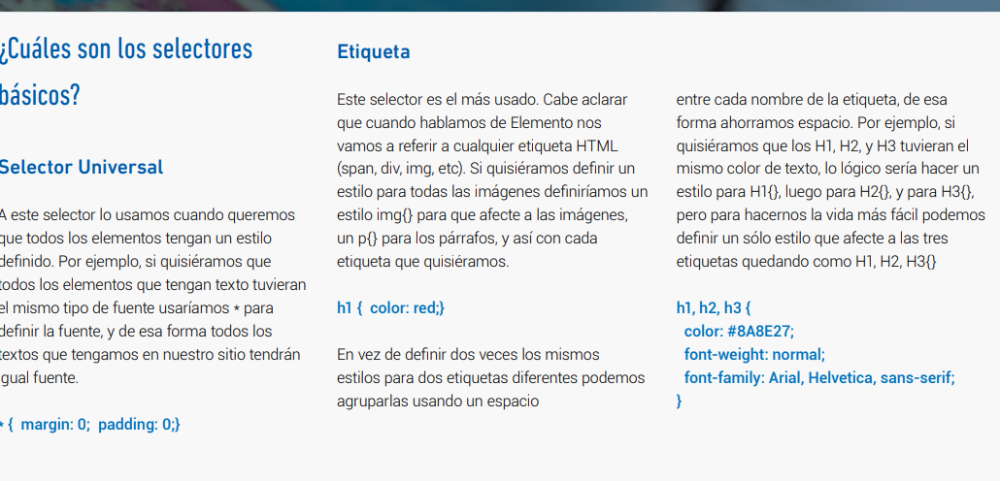 ¿Cuáles son los selectores
básicos?
Selector Universal
A este selector lo usamos cuando queremos
que todos los elementos tengan un estilo
definido. Por ejemplo, si quisiéramos que
todos los elementos que tengan texto tuvieran
el mismo tipo de fuente usaríamos * para
definir la fuente, y de esa forma todos los
textos que tengamos en nuestro sitio tendrán
igual fuente.
* {  margin: 0;  padding: 0;}
Etiqueta
Este selector es el más usado. Cabe aclarar
que cuando hablamos de Elemento nos
vamos a referir a cualquier etiqueta HTML
(span, div, img, etc). Si quisiéramos definir un
estilo para todas las imágenes definiríamos un
estilo img{} para que afecte a las imágenes,
un p{} para los párrafos, y así con cada
etiqueta que quisiéramos.
h1 {  color: red;}
En vez de definir dos veces los mismos
estilos para dos etiquetas diferentes podemos
agruparlas usando un espacio
entre cada nombre de la etiqueta, de esa
forma ahorramos espacio. Por ejemplo, si
quisiéramos que los H1, H2, y H3 tuvieran el
mismo color de texto, lo lógico sería hacer un
estilo para H1{}, luego para H2{}, y para H3{},
pero para hacernos la vida más fácil podemos
definir un sólo estilo que afecte a las tres
etiquetas quedando como H1, H2, H3{}
h1, h2, h3 {
color: #8A8E27;
font-weight: normal;
font-family: Arial, Helvetica, sans-serif;
}